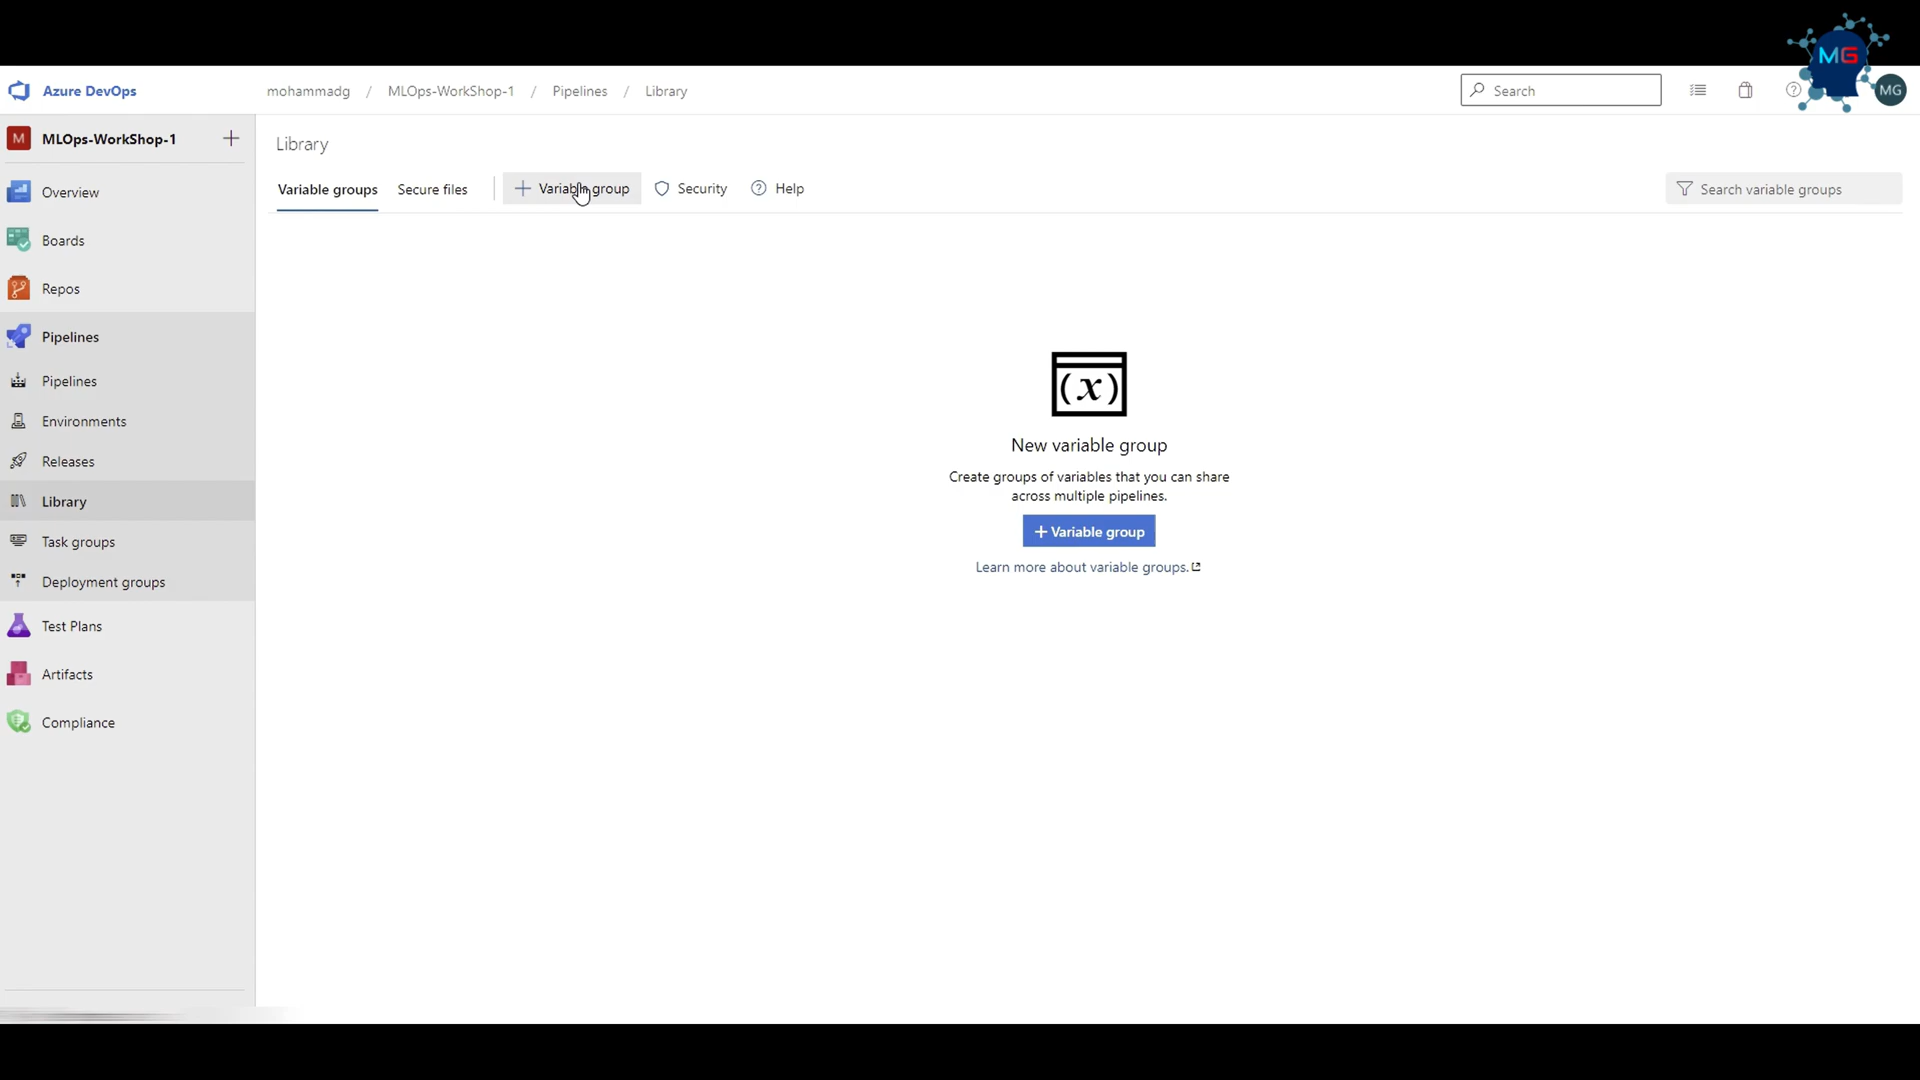 MG
Azure DevOps
mohammadg / MLOps-WorkShop-1 / Pipelines / Library
Search
MG
M MLOps-WorkShop-1
Library
Overview
Variable groups
Secure files
Variable group
Security
Help
Search variable groups
Boards
Repos
Pipelines
Pipelines
Environments
Releases
Library
Task groups
Deployment groups
Test Plans
Artifacts
Compliance
(x)
New variable group
Create groups of variables that you can share
across multiple pipelines.
+ Variable group
Learn more about variable groups.